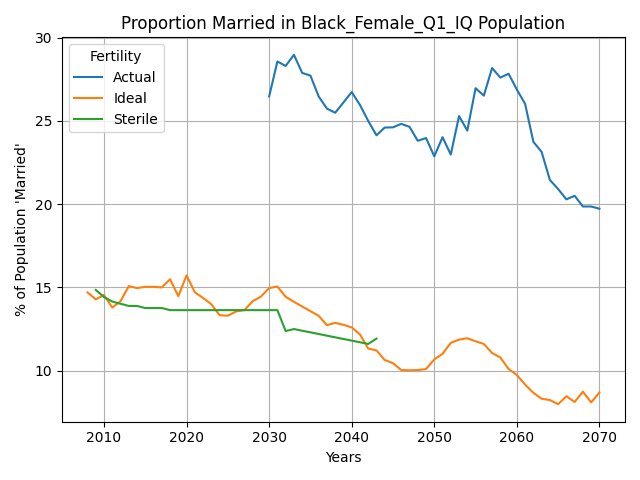 Proportion Married in Black_Female_Q1_IQ Population
% of Population 'Married'
Fertility
Actual
Ideal
Sterile
30
25
20
15
10
2010 2020 2030 2040 2050 2060 2070
Years